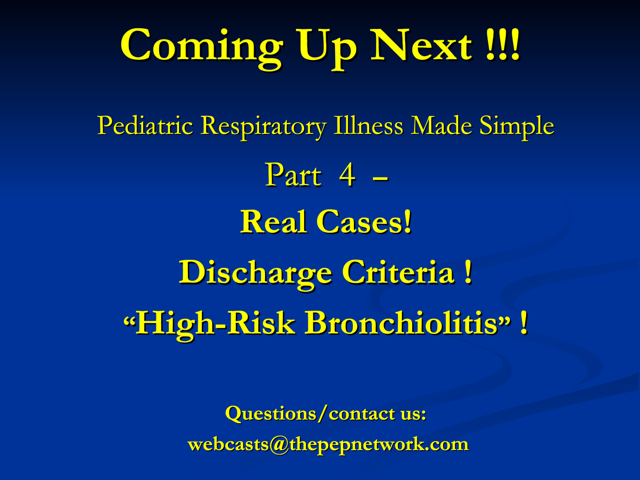 Coming Up Next !!!
Pediatric Respiratory Illness Made Simple
Part 4 –
Real Cases!
Discharge Criteria !
“High-Risk Bronchiolitis” !
Questions/contact us:
webcasts@thepepnetwork.com